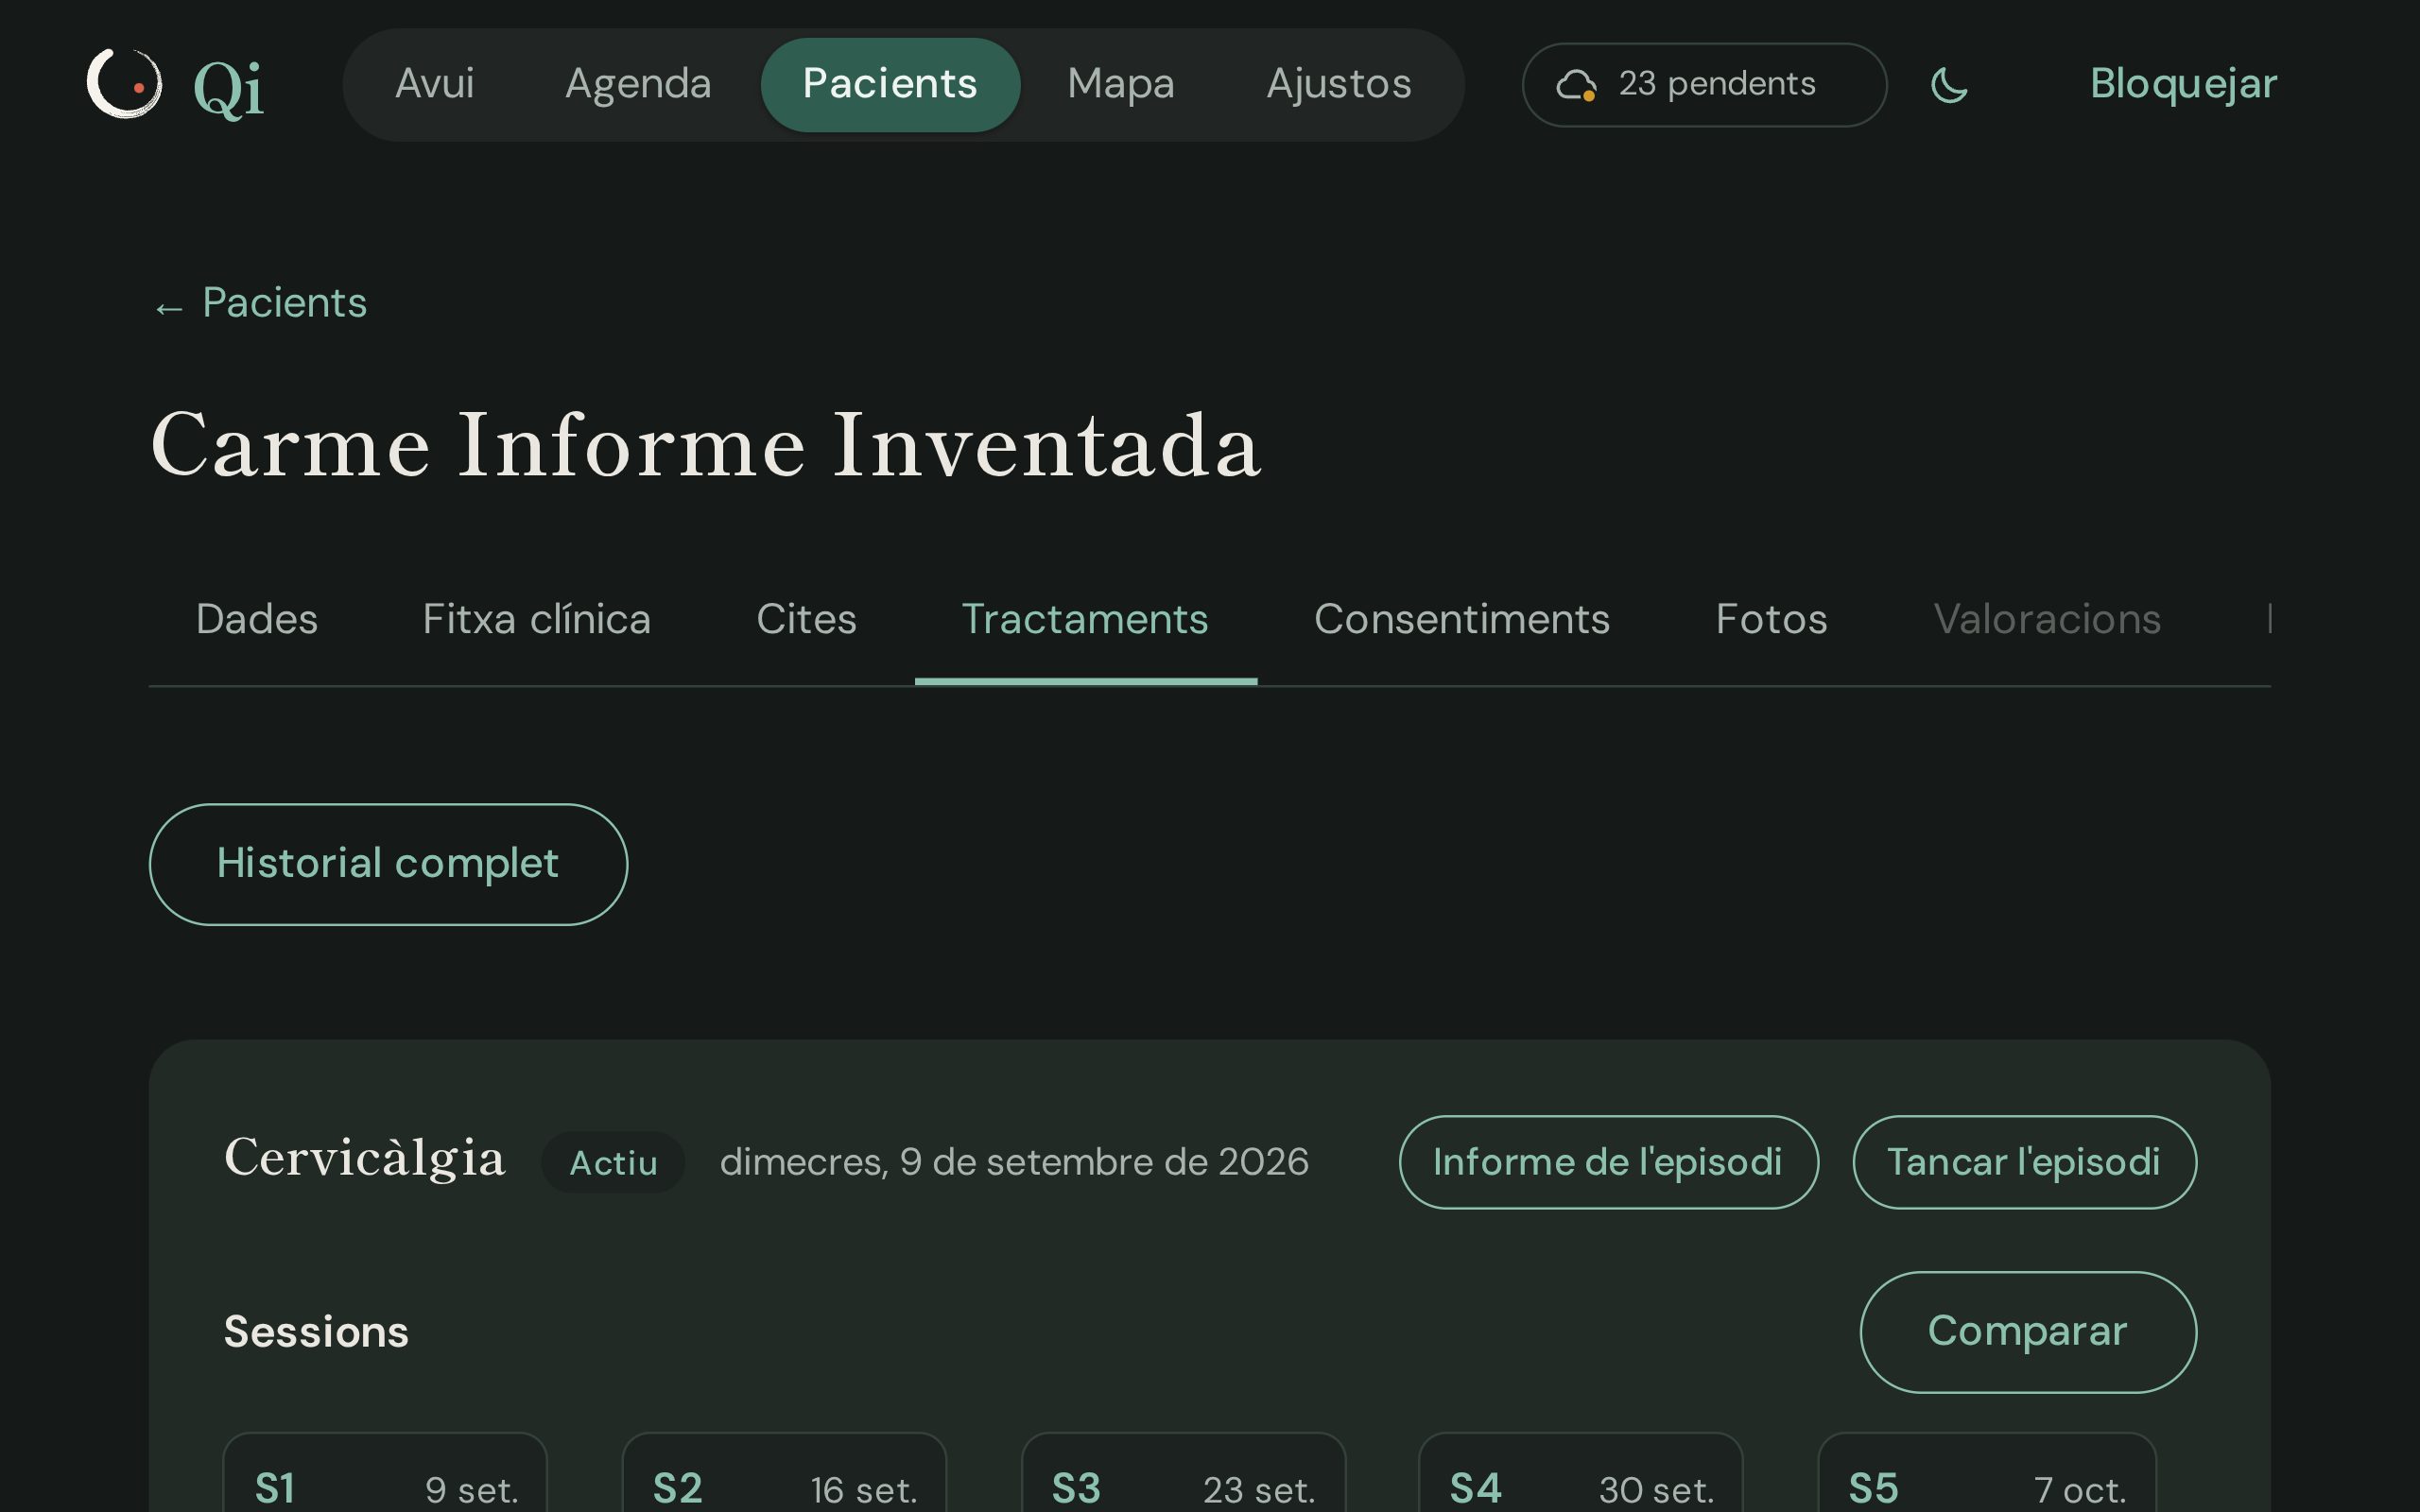 Qi Avui Agenda Pacients Mapa Ajustos 23 pendents Bloquejar
← Pacients
Carme Informe Inventada
Dades Fitxa clínica Cites Tractaments Consentiments Fotos Valoracions
Historial complet
Cervicàlgia Actiu dimecres, 9 de setembre de 2026 Informe de l'episodi Tancar l'episodi
Sessions Comparar
S1 9 set. S2 16 set. S3 23 set. S4 30 set. S5 7 oct.